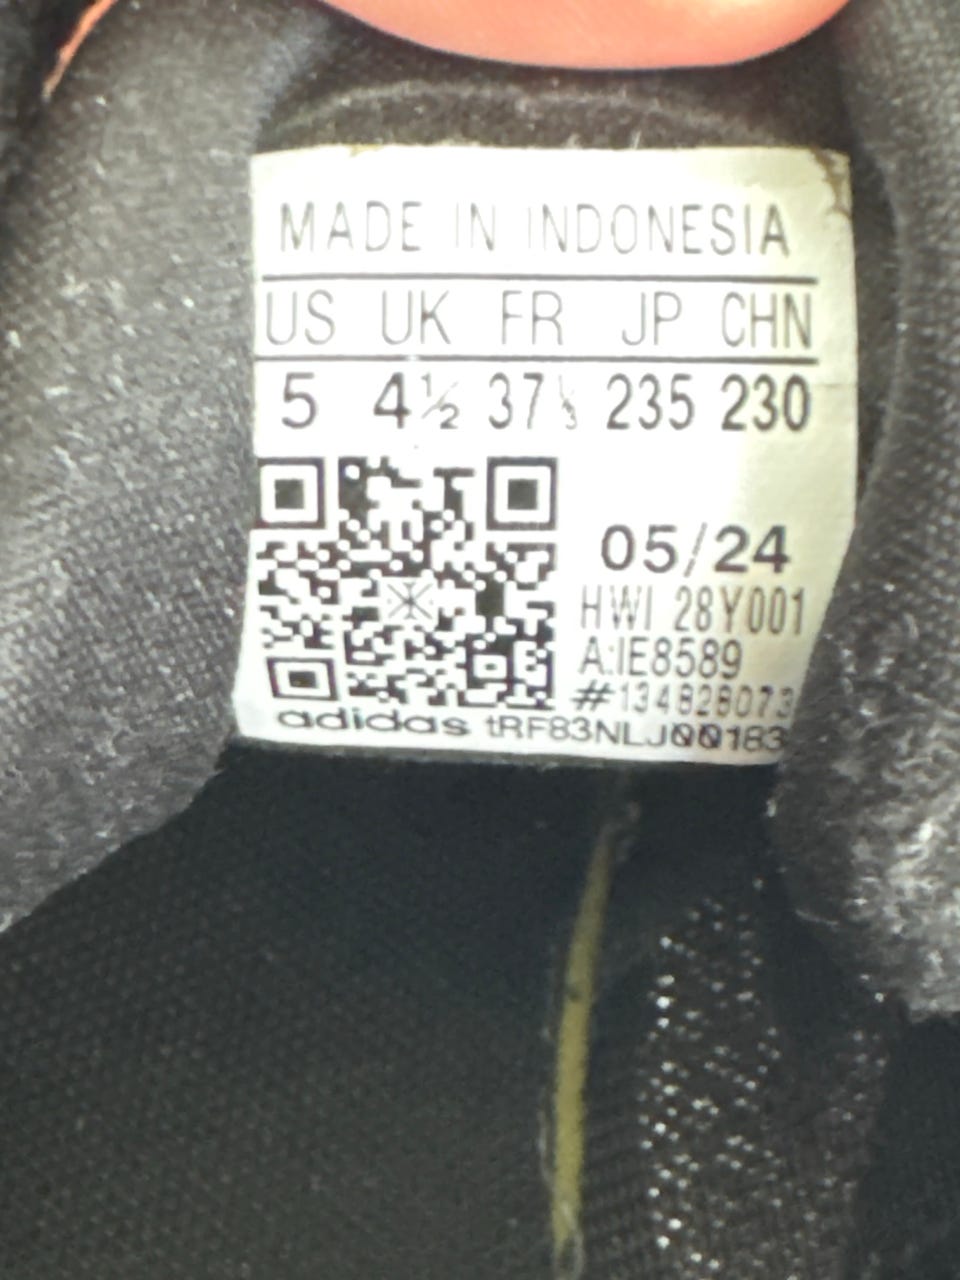 MADE IN INDONESIA
US UK FR JP CHN
5 4½ 37⅓ 235 230
05/24
HWI 28Y001
A:IE8589
#134828073
adidas tRF83NLJ00183